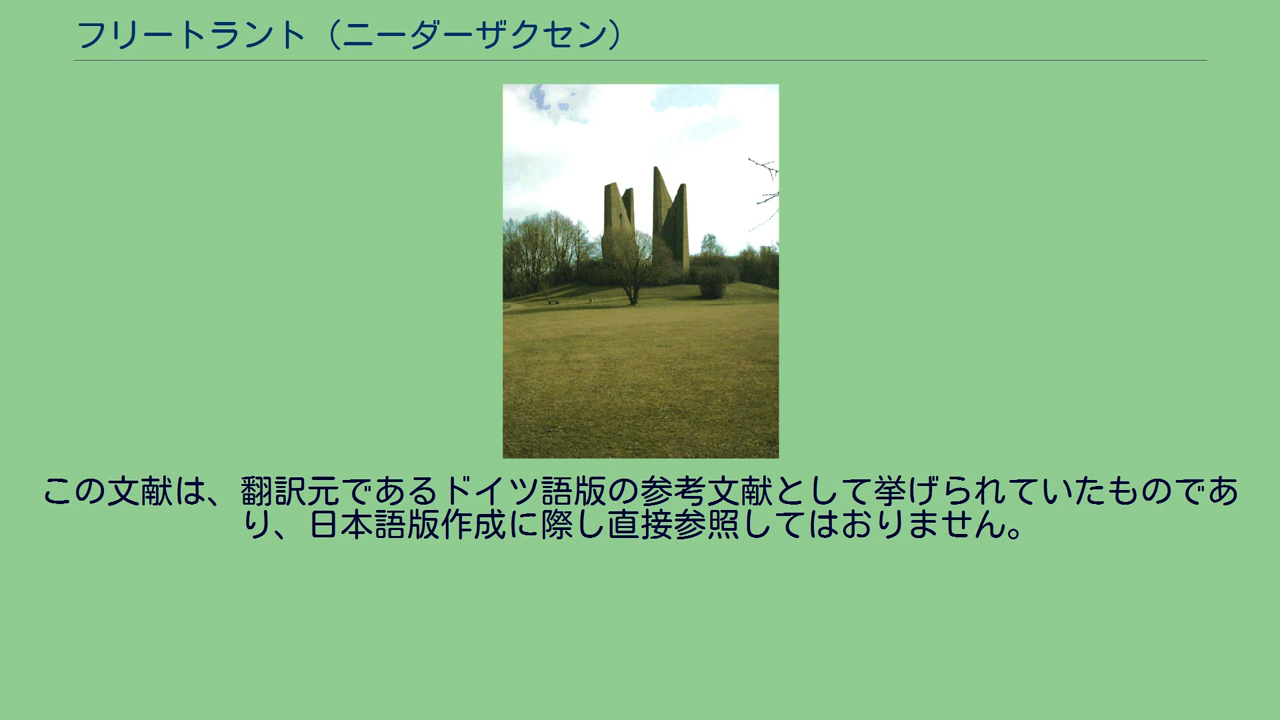 フリートラント（ニーダーザクセン）
この文献は、翻訳元であるドイツ語版の参考文献として挙げられていたものであ
り、日本語版作成に際し直接参照してはおりません。